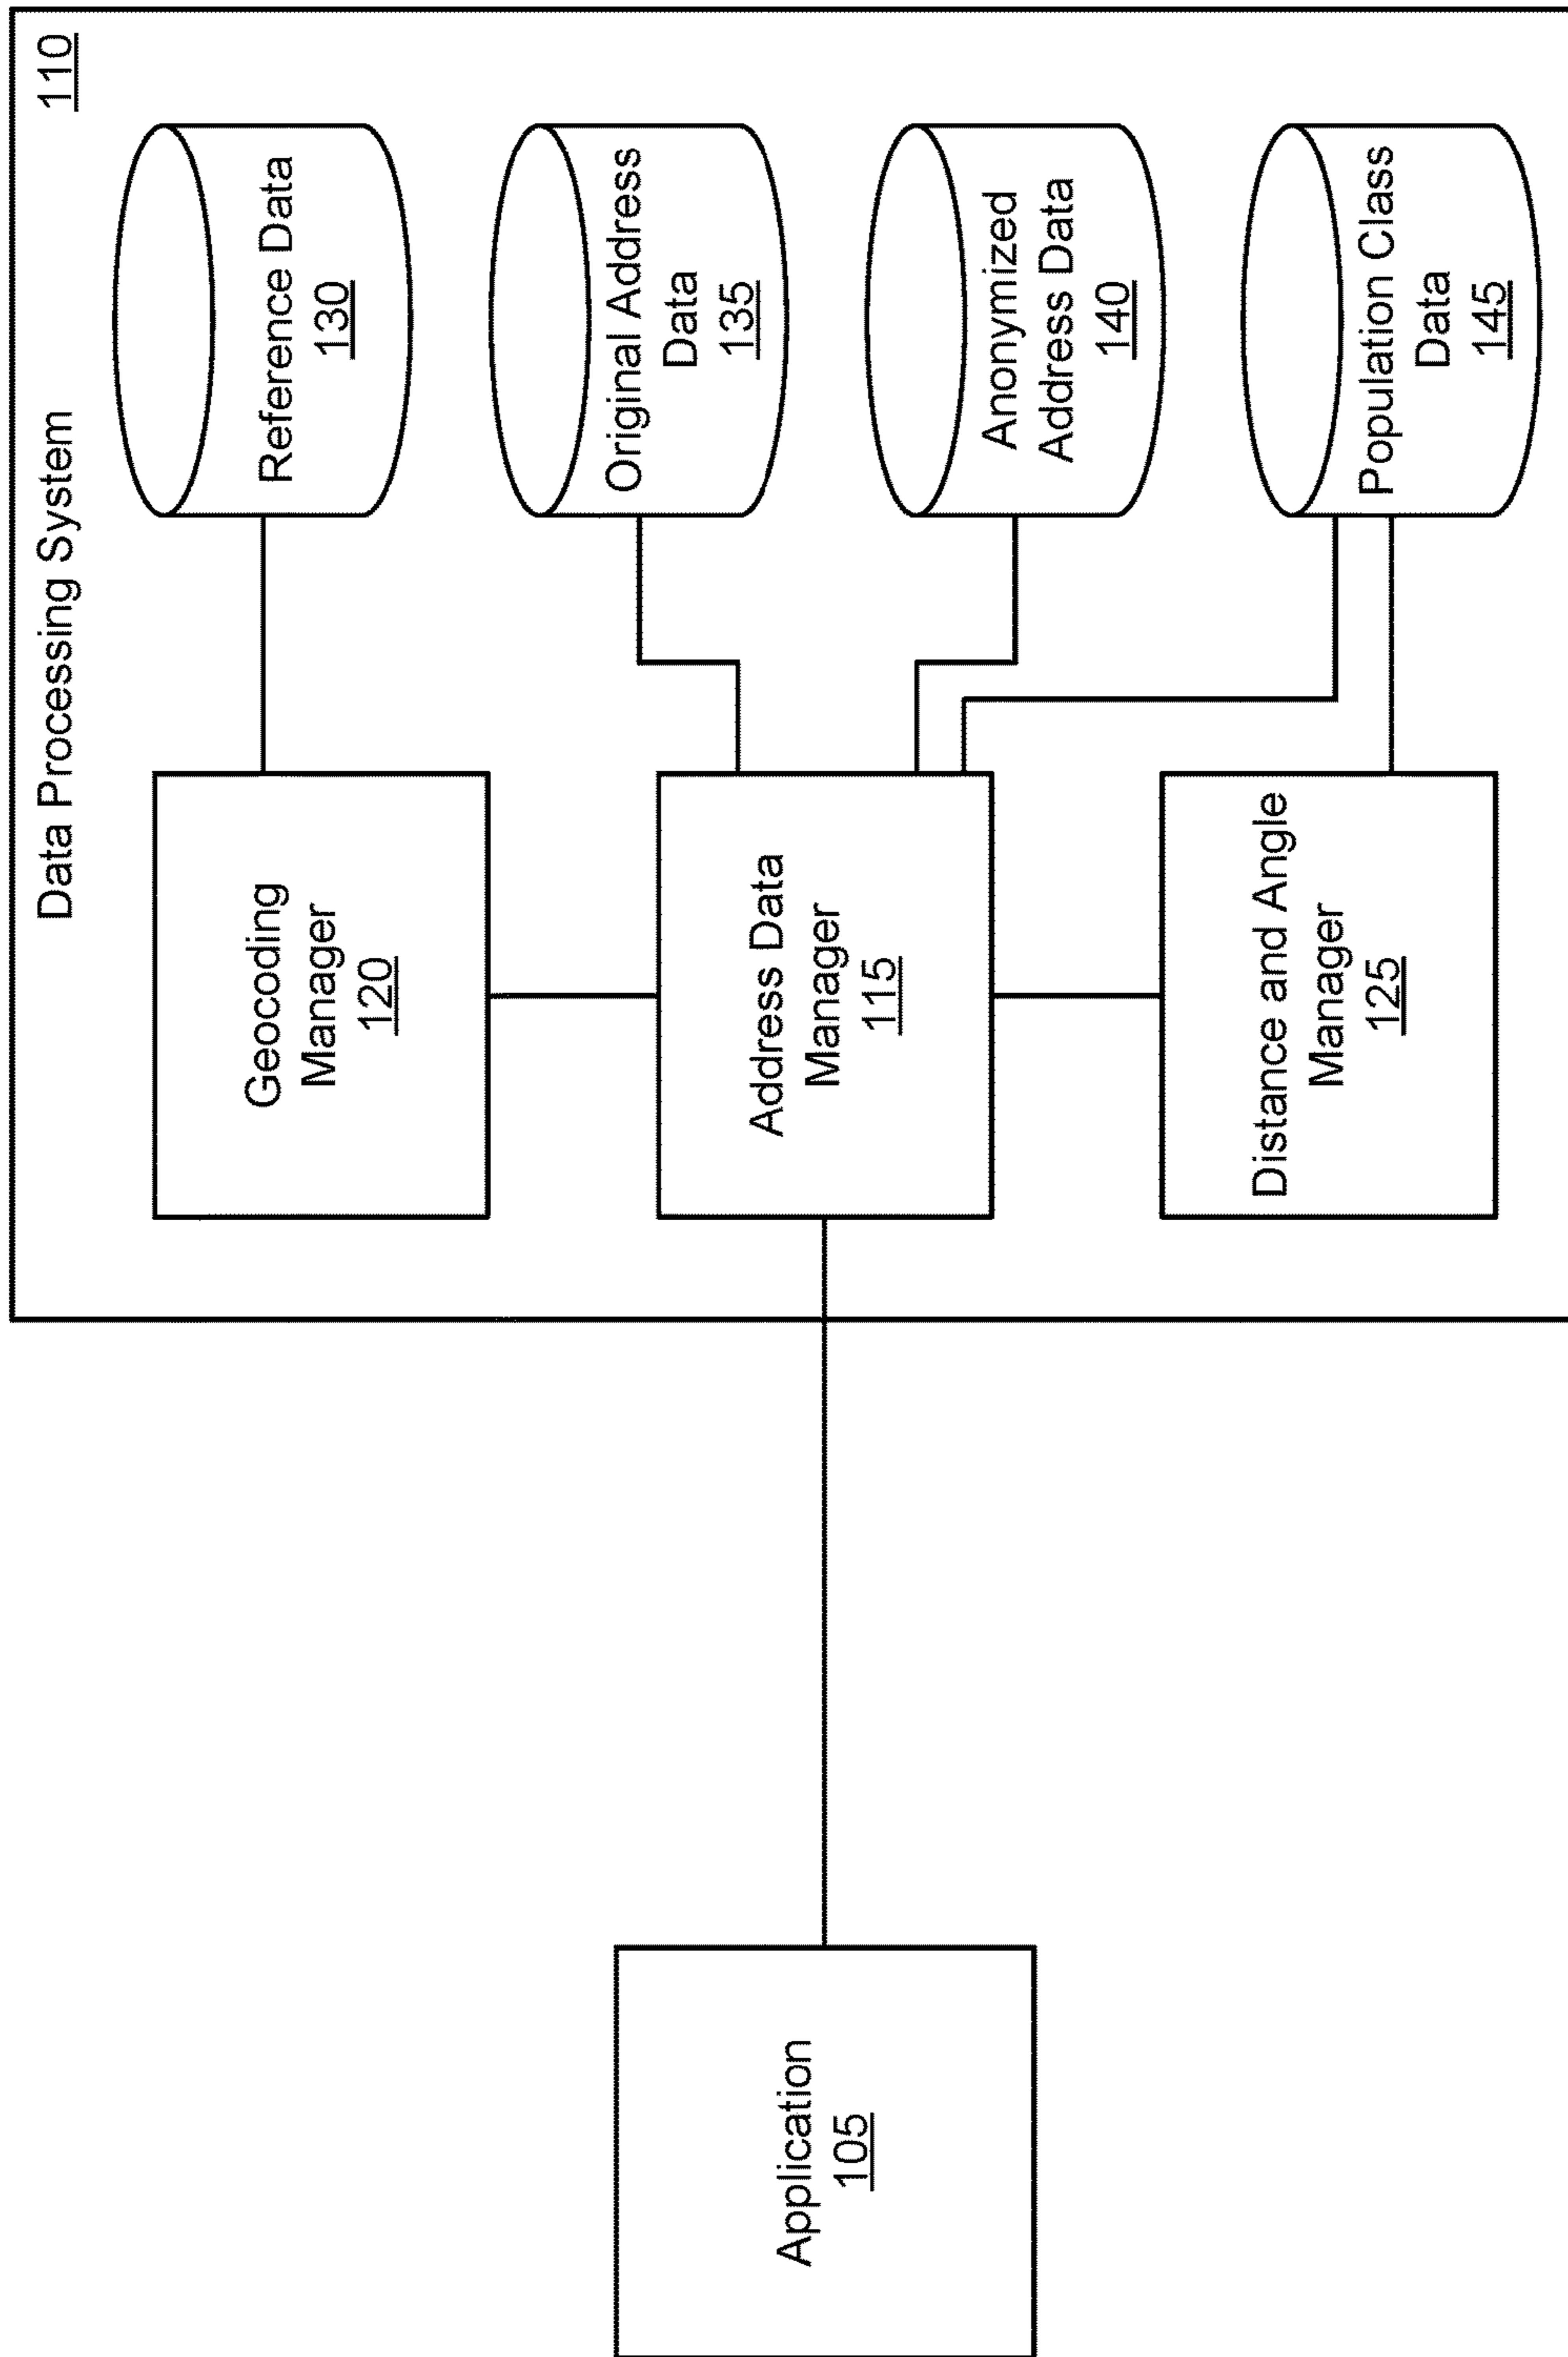 Data Processing System
110
Application
105
Geocoding
Manager
120
Address Data
Manager
115
Distance and Angle
Manager
125
Reference Data
130
Original Address
Data
135
Anonymized
Address Data
140
Population Class
Data
145